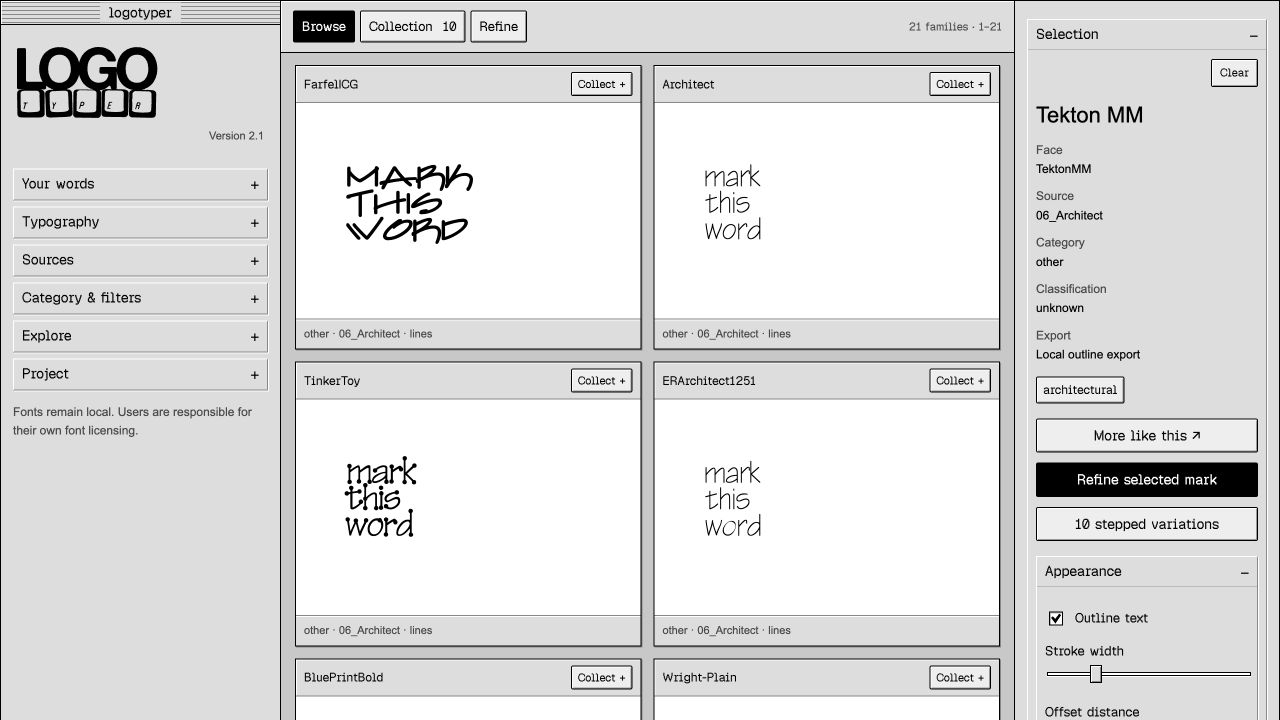 logotyper
LOGO
TYPER
Version 2.1
Your words +
Typography +
Sources +
Category & filters +
Explore +
Project +
Fonts remain local. Users are responsible for
their own font licensing.
Browse Collection 10 Refine 21 families · 1–21
FarfelICG Collect +
MARK
THIS
WORD
other · 06_Architect · lines
Architect Collect +
mark
this
word
other · 06_Architect · lines
TinkerToy Collect +
mark
this
word
other · 06_Architect · lines
ERArchitect1251 Collect +
mark
this
word
other · 06_Architect · lines
BluePrintBold Collect +
Wright-Plain Collect +
Selection –
Clear
Tekton MM
Face
TektonMM
Source
06_Architect
Category
other
Classification
unknown
Export
Local outline export
architectural
More like this ↗
Refine selected mark
10 stepped variations
Appearance –
Outline text
Stroke width
Offset distance